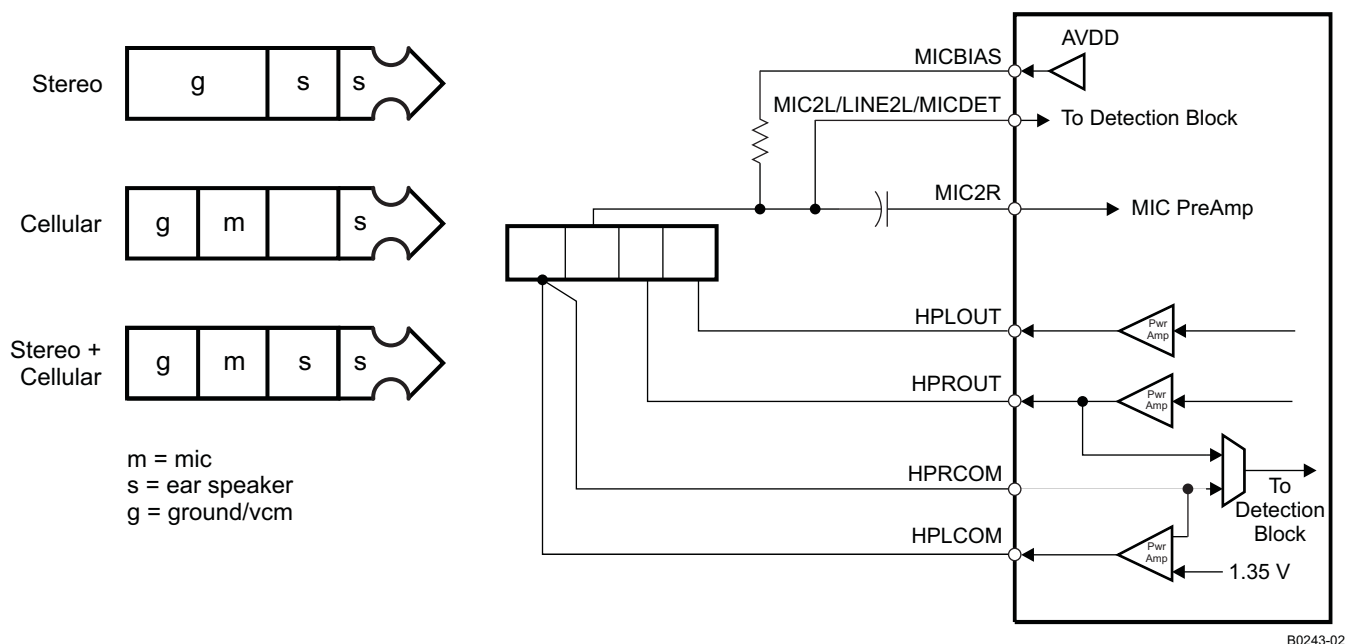 Stereo
g s s
Cellular
g m s
Stereo +
Cellular
g m s s
m = mic
s = ear speaker
g = ground/vcm
MICBIAS
AVDD
MIC2L/LINE2L/MICDET
To Detection Block
MIC2R
MIC PreAmp
HPLOUT
Pwr
Amp
HPROUT
Pwr
Amp
HPRCOM
To
Detection
Block
HPLCOM
Pwr
Amp
1.35 V
B0243-02